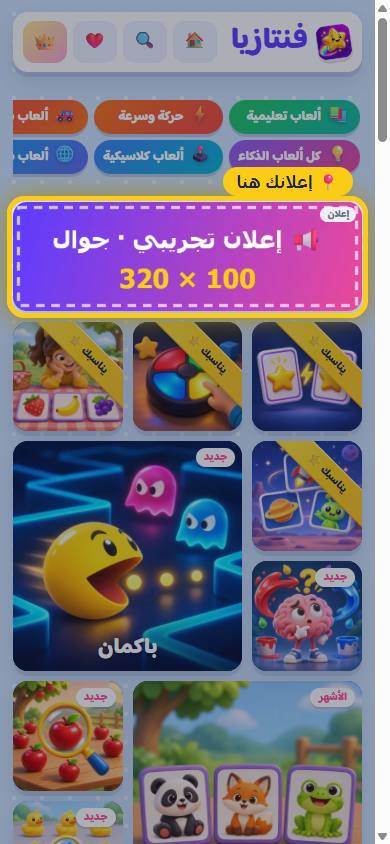 فنتازيا
ألعاب تعليمية
حركة وسرعة
ألعاب
كل ألعاب الذكاء
ألعاب كلاسيكية
ألعاب
إعلانك هنا
إعلان
إعلان تجريبي · جوال
320 × 100
يناسبك
يناسبك
يناسبك
جديد
يناسبك
باكمان
جديد
الأشهر
جديد
جديد